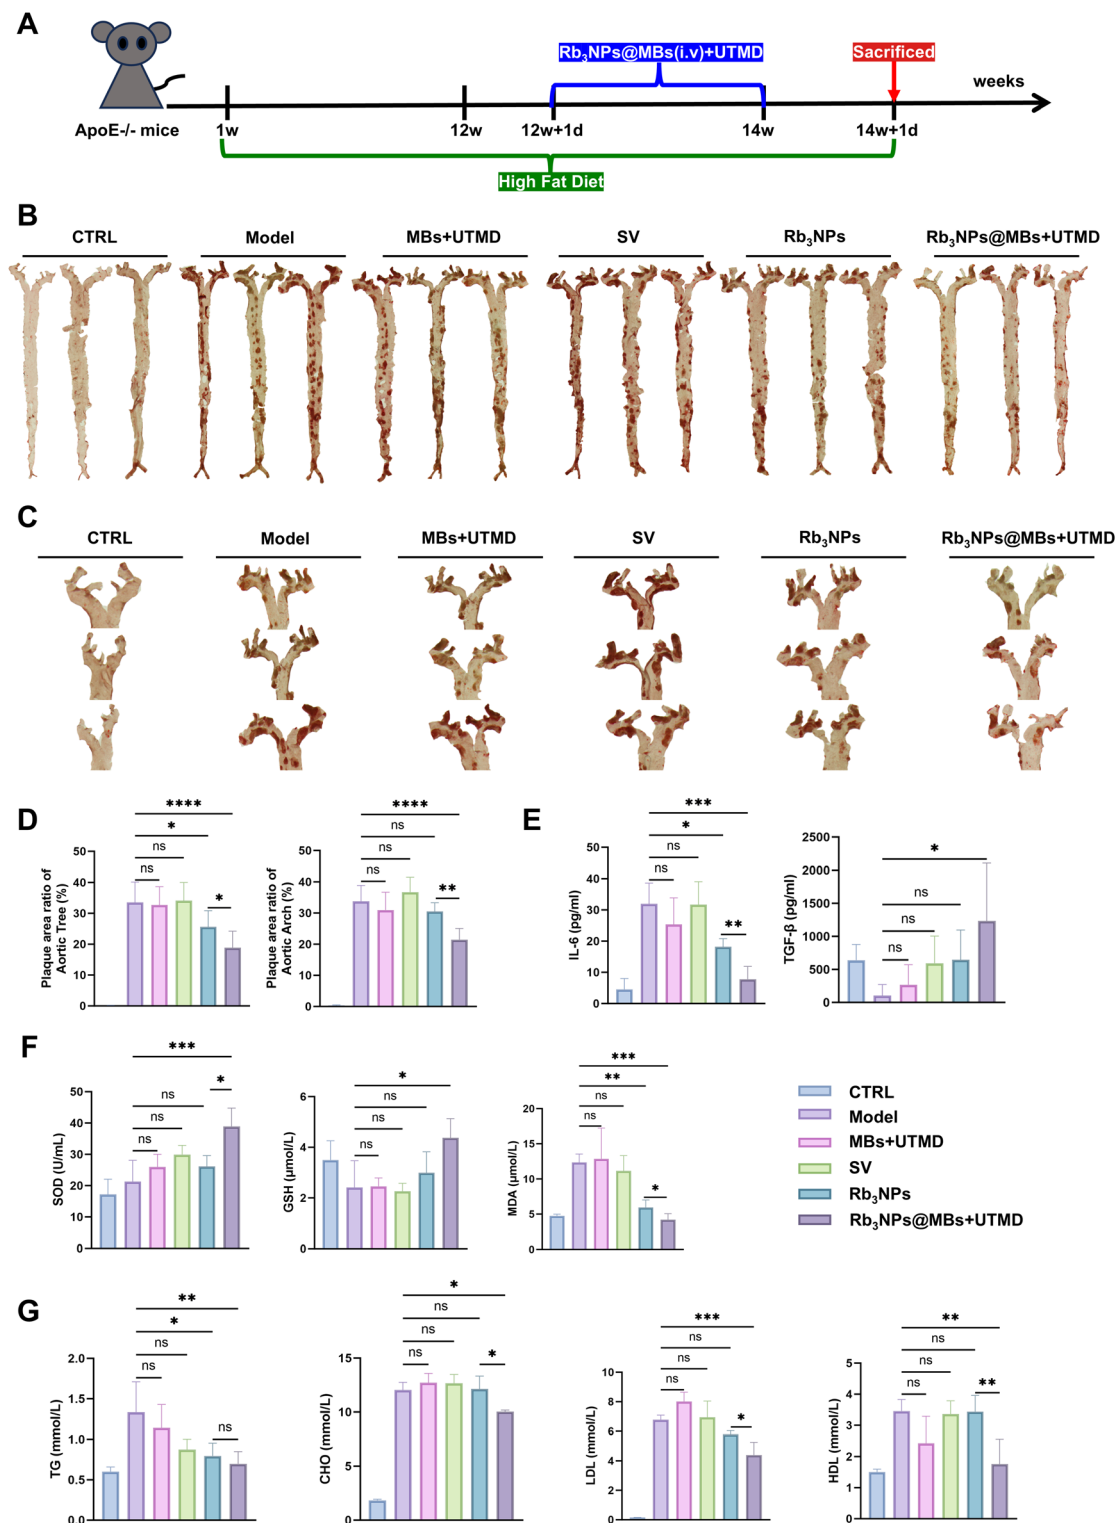 A
Rb₃NPs@MBs(i.v)+UTMD
Sacrificed
weeks
ApoE-/- mice
1w
12w
12w+1d
14w
14w+1d
High Fat Diet
B
CTRL
Model
MBs+UTMD
SV
Rb₃NPs
Rb₃NPs@MBs+UTMD
C
CTRL
Model
MBs+UTMD
SV
Rb₃NPs
Rb₃NPs@MBs+UTMD
D
Plaque area ratio of
Aortic Tree (%)
50
40
30
20
10
0
****
*
ns
ns
*
Plaque area ratio of
Aortic Arch (%)
50
40
30
20
10
0
****
ns
ns
ns
**
E
IL-6 (pg/ml)
50
40
30
20
10
0
***
*
ns
ns
**
TGF-β (pg/ml)
2500
2000
1500
1000
500
0
*
ns
ns
ns
F
SOD (U/mL)
50
40
30
20
10
0
***
*
ns
ns
ns
GSH (μmol/L)
6
4
2
0
*
ns
ns
ns
MDA (μmol/L)
20
15
10
5
0
***
**
ns
ns
*
CTRL
Model
MBs+UTMD
SV
Rb₃NPs
Rb₃NPs@MBs+UTMD
G
TG (mmol/L)
2.0
1.5
1.0
0.5
0.0
**
*
ns
ns
ns
CHO (mmol/L)
15
10
5
0
*
ns
ns
ns
*
LDL (mmol/L)
10
8
6
4
2
0
***
ns
ns
ns
*
HDL (mmol/L)
5
4
3
2
1
0
**
ns
ns
ns
**